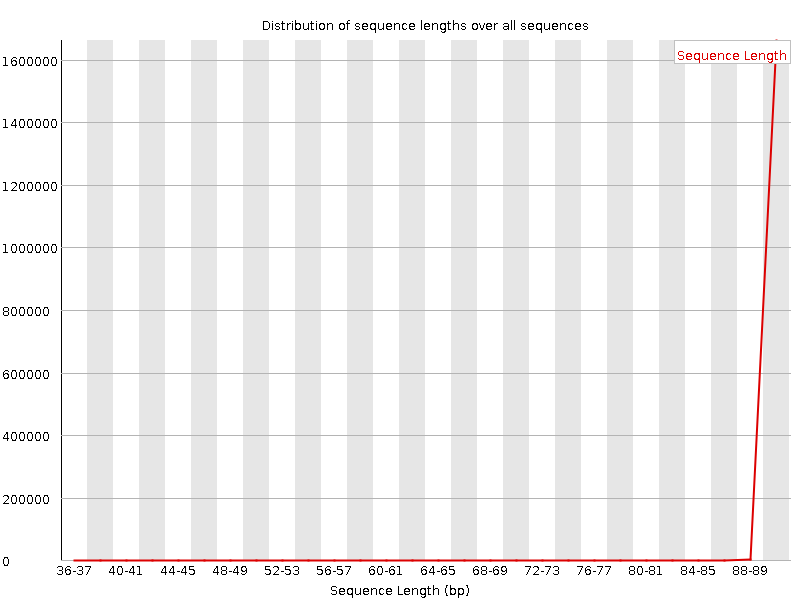 Distribution of sequence lengths over all sequences
Sequence Length
1600000
1400000
1200000
1000000
800000
600000
400000
200000
0
36-37 40-41 44-45 48-49 52-53 56-57 60-61 64-65 68-69 72-73 76-77 80-81 84-85 88-89
Sequence Length (bp)